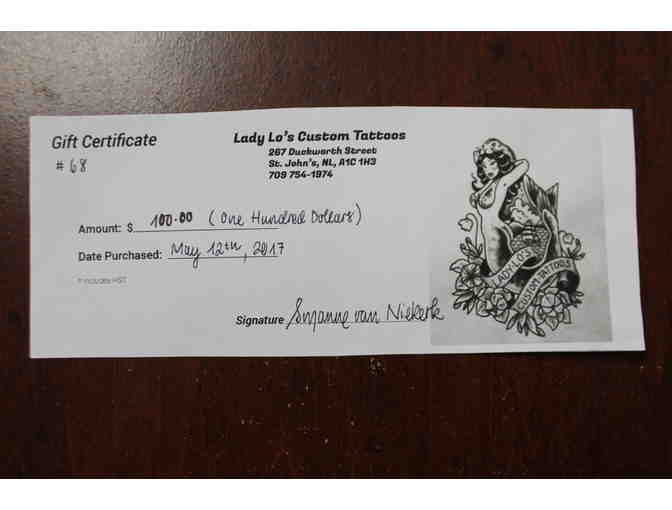 Gift Certificate
# 68
Lady Lo's Custom Tattoos
267 Duckworth Street
St. John's, NL, A1C 1H3
709 754-1974
Amount: $ 100.00 (One Hundred Dollars)
Date Purchased: May 12th, 2017
* Includes HST
Signature Suzanne van Niekerk
LADY LO'S
CUSTOM TATTOOS